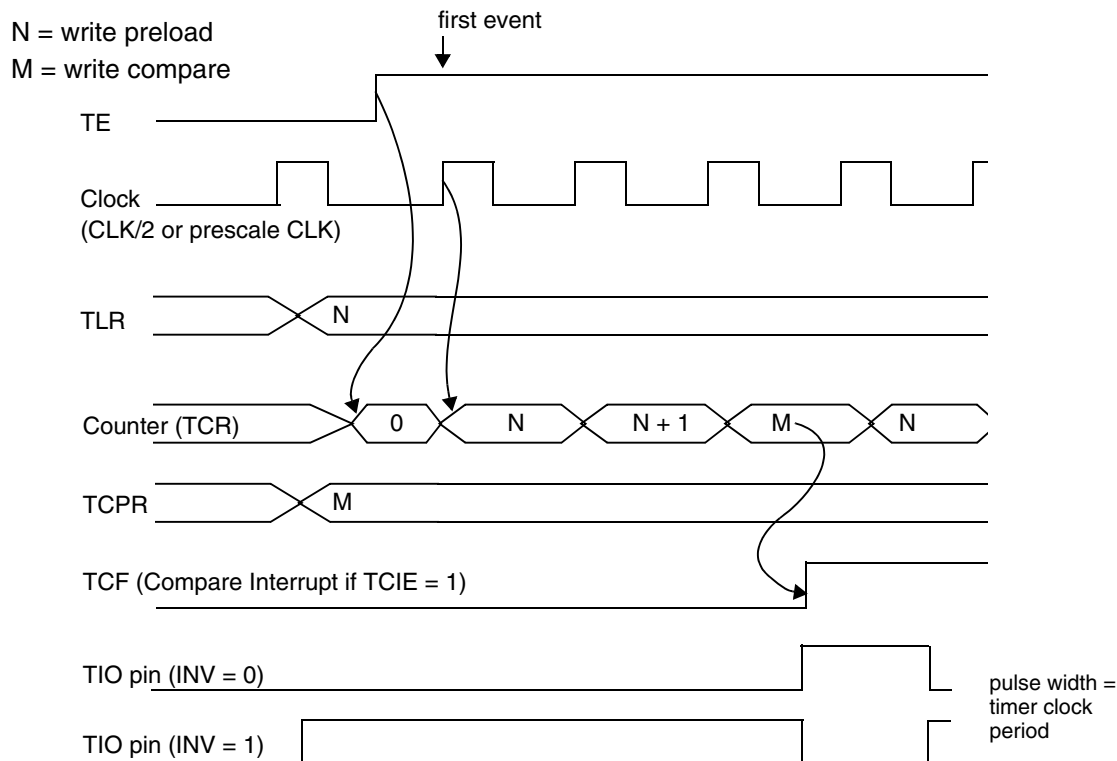 N = write preload
M = write compare
first event
TE
Clock
(CLK/2 or prescale CLK)
TLR
N
Counter (TCR)
0
N
N + 1
M
N
TCPR
M
TCF (Compare Interrupt if TCIE = 1)
TIO pin (INV = 0)
pulse width =
timer clock
period
TIO pin (INV = 1)